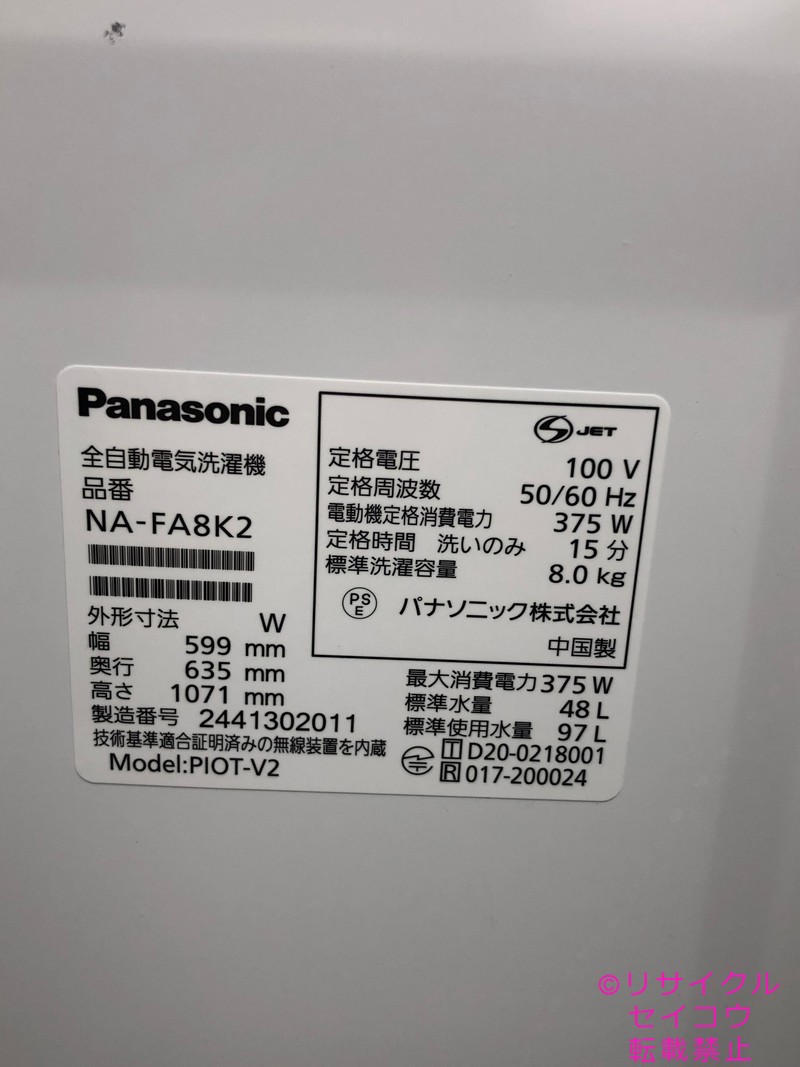 Panasonic
全自動電気洗濯機
品番
NA-FA8K2
外形寸法 W
幅 599 mm
奥行 635 mm
高さ 1071 mm
製造番号 2441302011
技術基準適合証明済みの無線装置を内蔵
Model:PIOT-V2
S JET
定格電圧 100 V
定格周波数 50/60 Hz
電動機定格消費電力 375 W
定格時間 洗いのみ 15 分
標準洗濯容量 8.0 kg
PS E パナソニック株式会社
中国製
最大消費電力 375 W
標準水量 48 L
標準使用水量 97 L
T D20-0218001
R 017-200024
©リサイクル
セイコウ
転載禁止